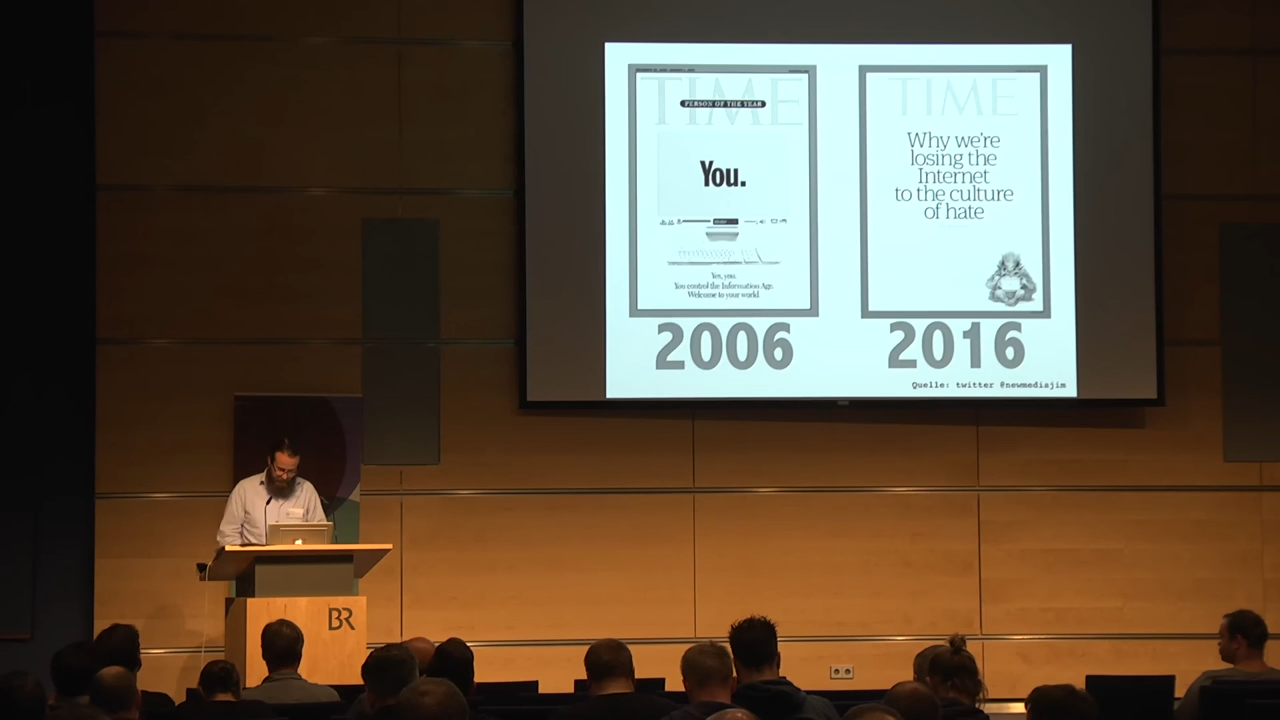 TIME
PERSON OF THE YEAR
You.
Yes, you.
You control the Information Age.
Welcome to your world.
2006
TIME
Why we're
losing the
Internet
to the culture
of hate
2016
Quelle: twitter @newmediajim
BR